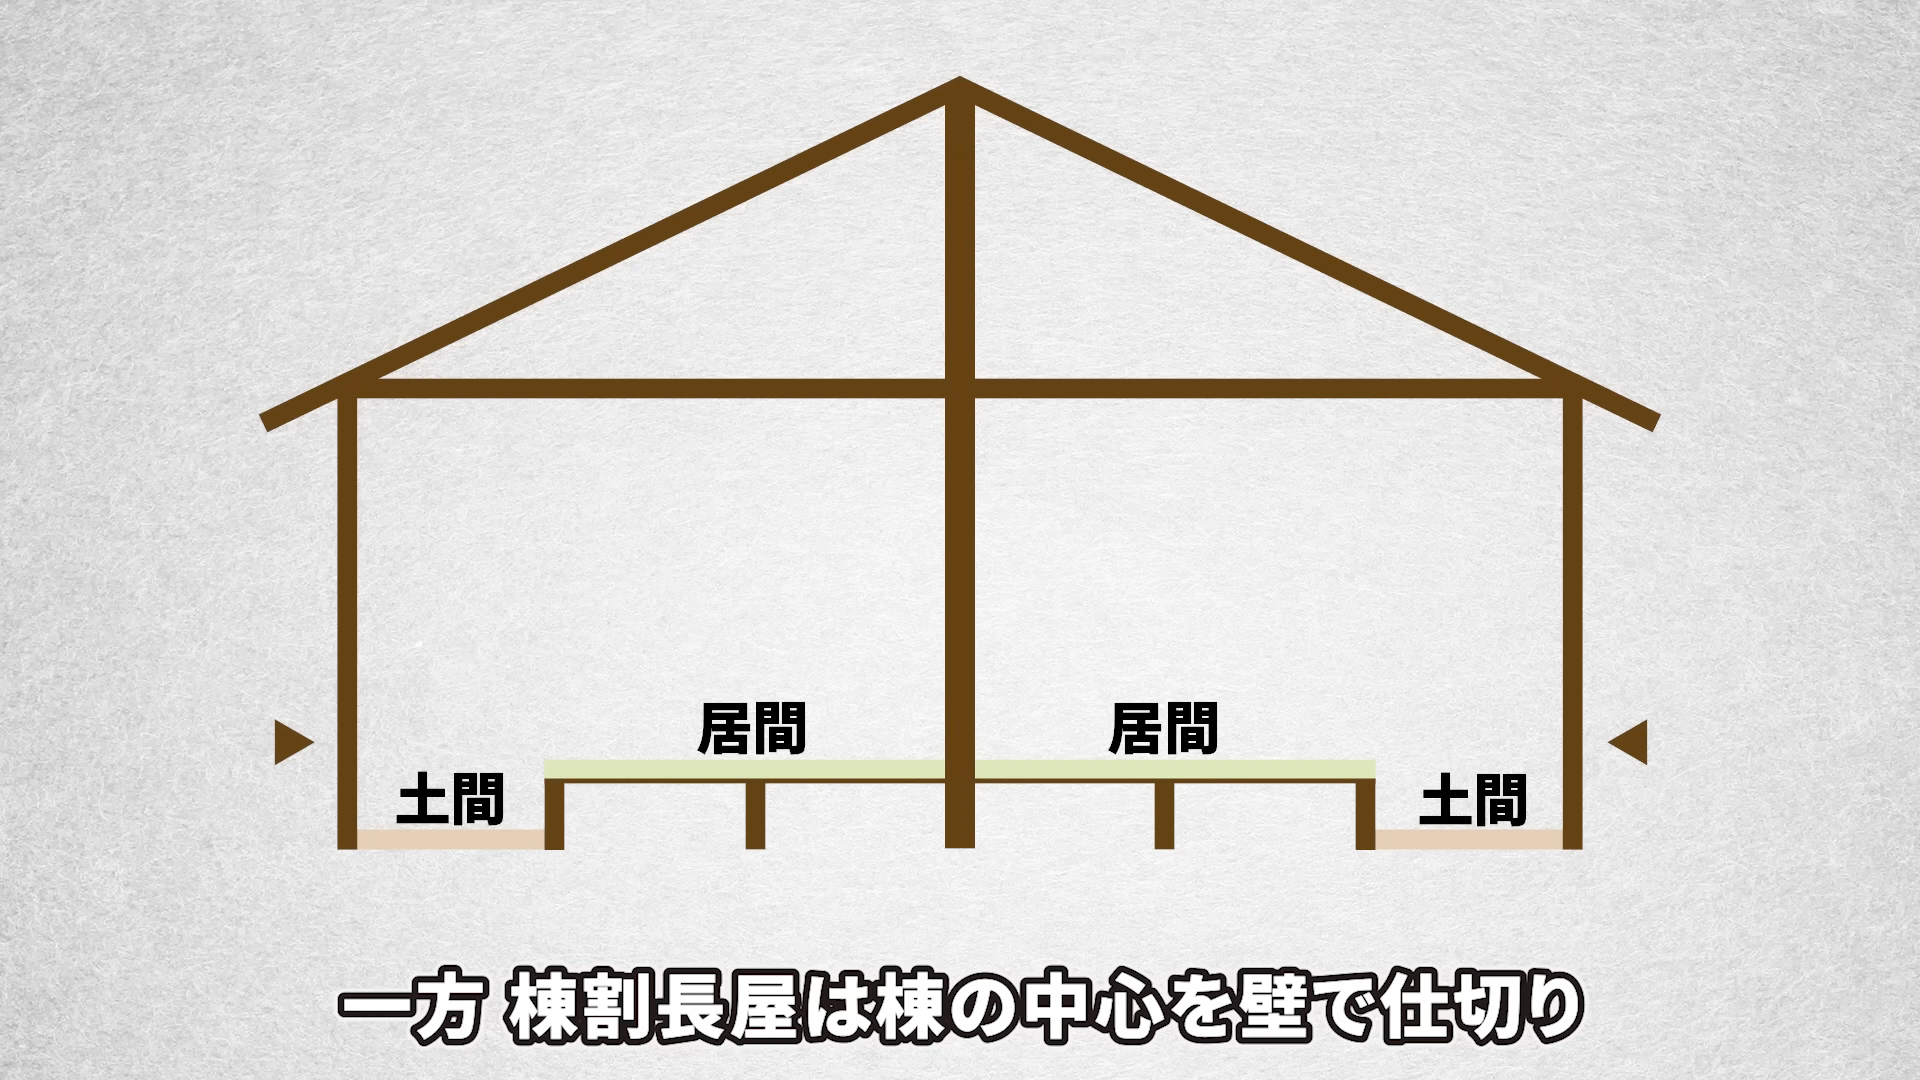 居間
居間
土間
土間
一方 棟割長屋は棟の中心を壁で仕切り